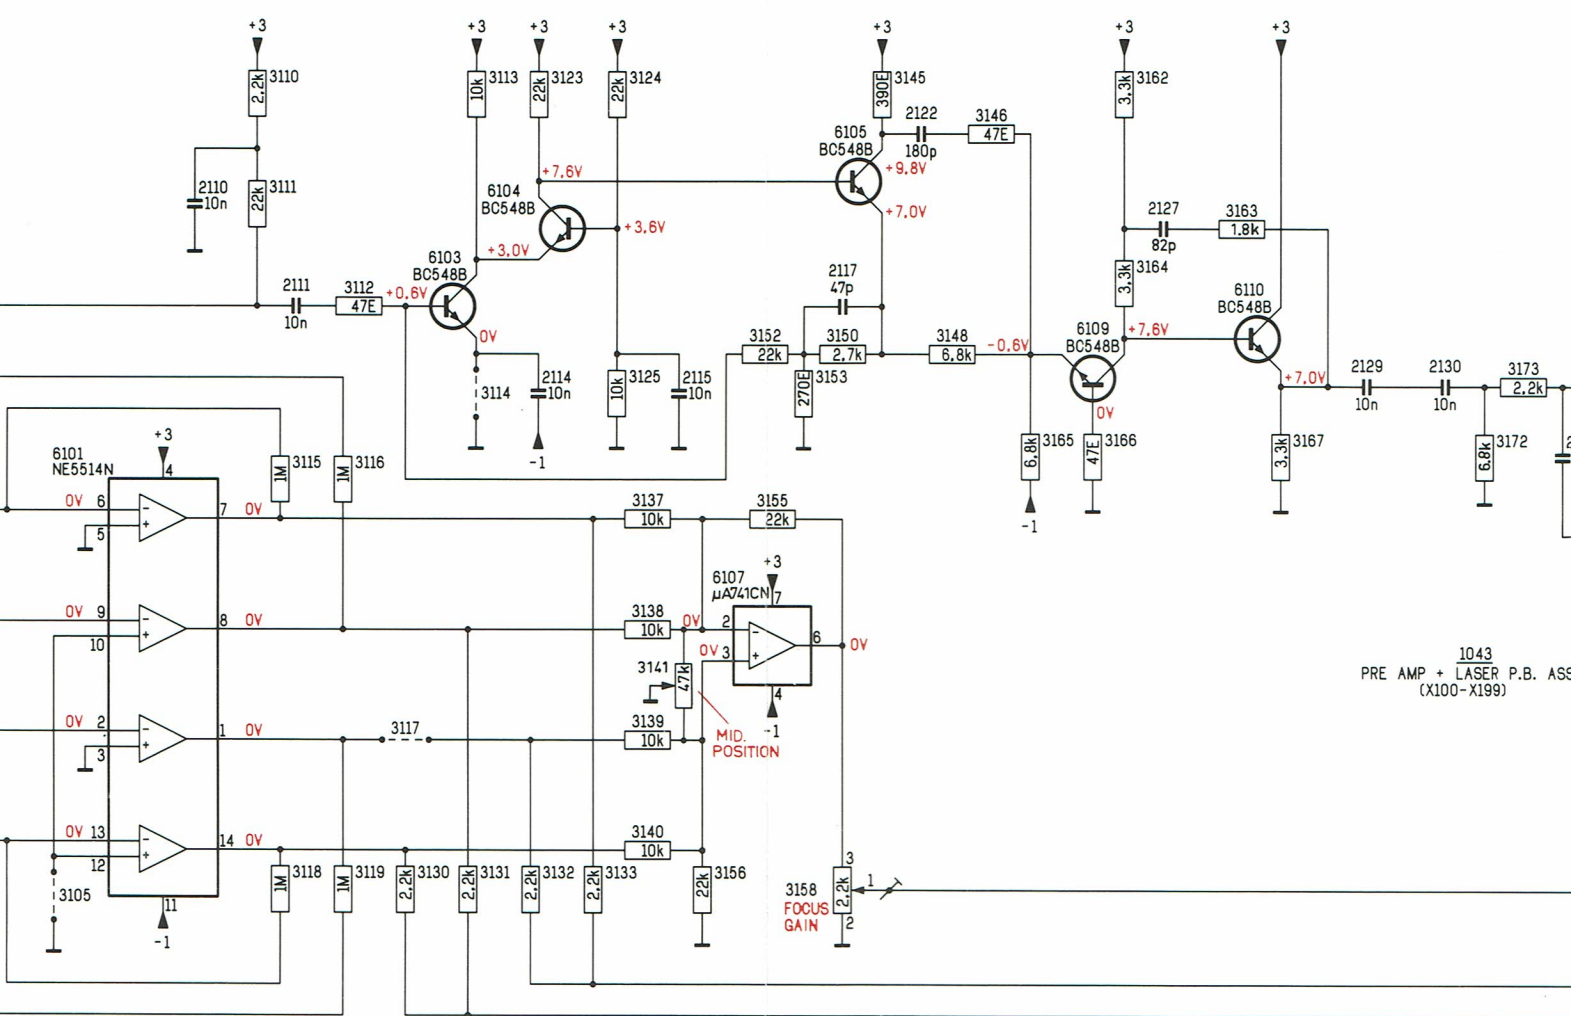 +3 +3 +3 +3 +3 +3 +3
2.2k 3110 10k 3113 22k 3123 22k 3124 390E 3145 3.3k 3162
2122 180p 3146 47E
6105 BC548B +9.8V +7.0V
2110 10n 22k 3111
+7.6V
6104 BC548B +3.6V
+3.0V
2127 82p 3163 1.8k
6103 BC548B
3.3k 3164
2117 47p
6110 BC548B
2111 10n 3112 47E +0.6V
0V
3152 22k 3150 2.7k 3148 6.8k -0.6V
6109 BC548B +7.6V
+7.0V
2129 10n 2130 10n 3173 2.2k
3114 2114 10n 10k 3125 2115 10n 270E 3153
0V
-1
6.8k 3165 47E 3166 3.3k 3167 6.8k 3172 2
-1
6101 NE5514N +3 4
1M 3115 1M 3116
0V 6 5 - + 7 0V
3137 10k 3155 22k
6107 µA741CN +3 7
0V 9 10 - + 8 0V
3138 10k 0V 2 - 6 0V
0V 3 +
3141 47k 4 -1
MID.
POSITION
0V 2 3 - + 1 0V 3117
3139 10k
0V 13 12 - + 14 0V
3140 10k
3105 11 -1
1M 3118 1M 3119 2.2k 3130 2.2k 3131 2.2k 3132 2.2k 3133 22k 3156
3158 2.2k 3 1 2
FOCUS
GAIN
1043
PRE AMP + LASER P.B. ASS
(X100-X199)